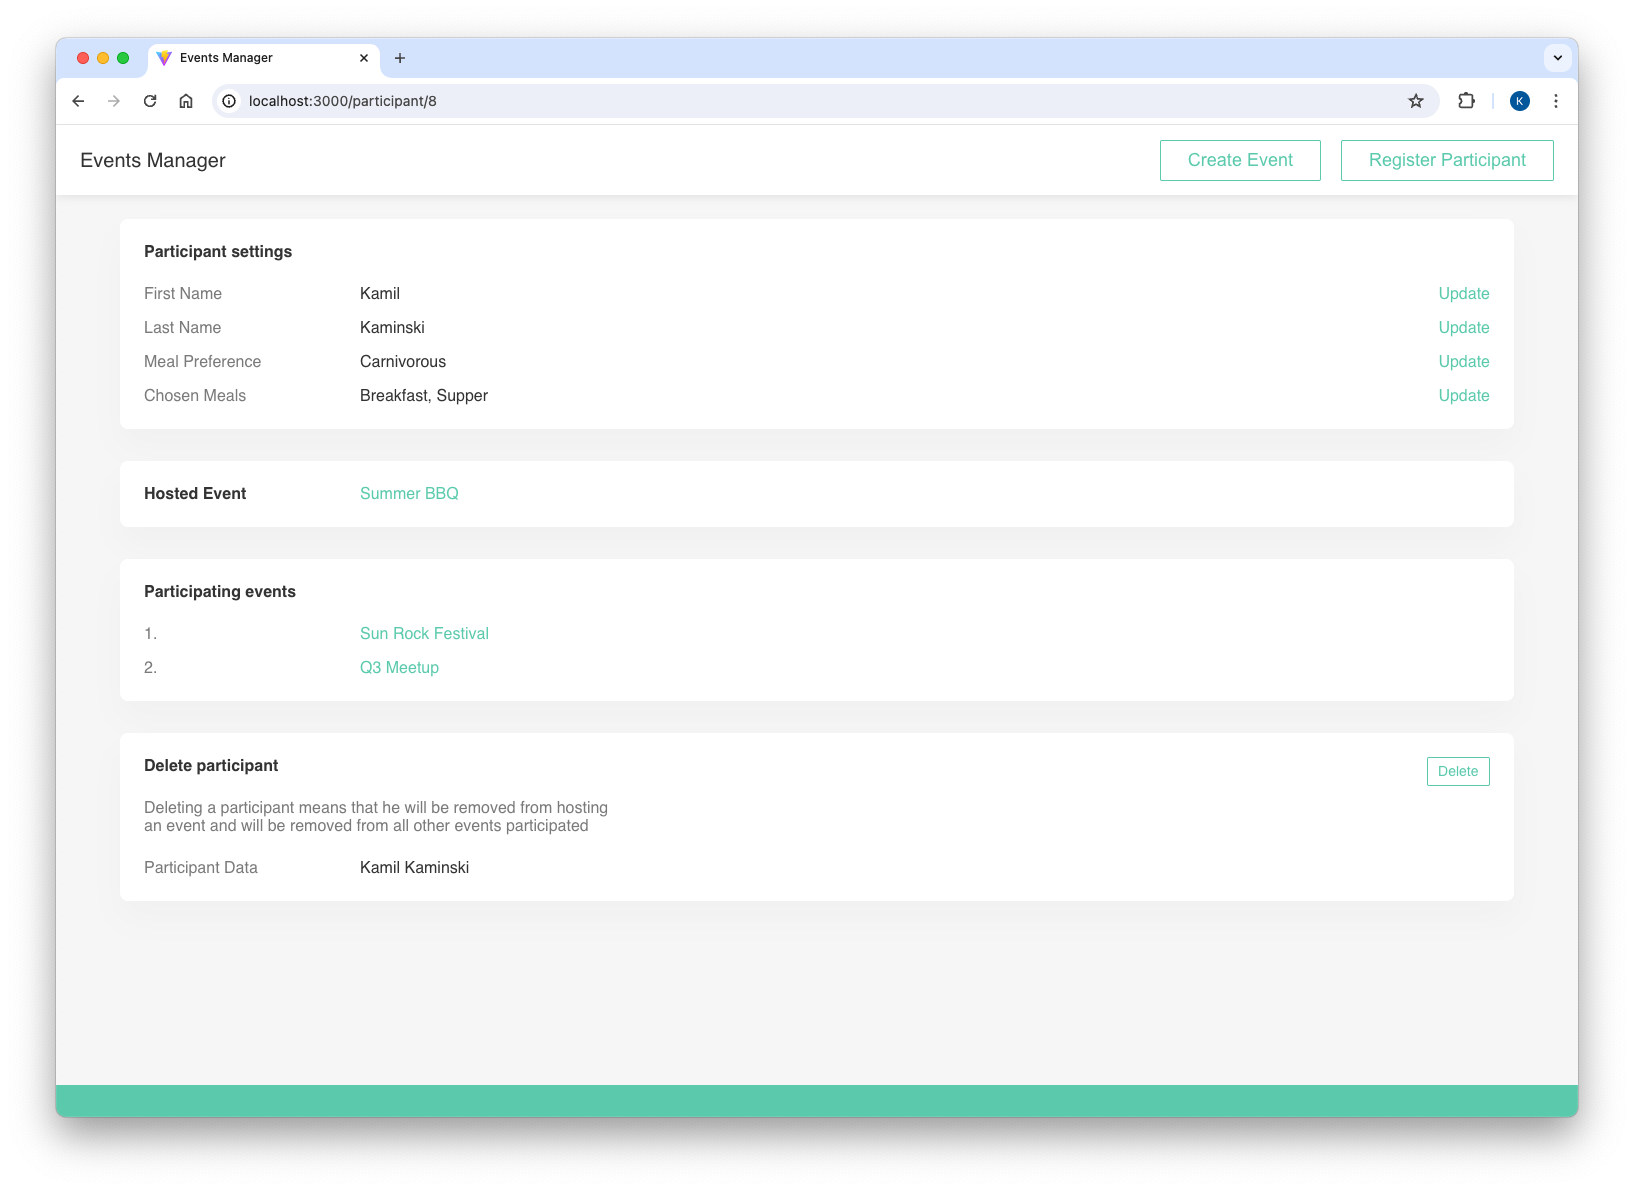 Events Manager
localhost:3000/participant/8
K
Events Manager
Create Event
Register Participant
Participant settings
First Name Kamil Update
Last Name Kaminski Update
Meal Preference Carnivorous Update
Chosen Meals Breakfast, Supper Update
Hosted Event Summer BBQ
Participating events
1. Sun Rock Festival
2. Q3 Meetup
Delete participant
Delete
Deleting a participant means that he will be removed from hosting
an event and will be removed from all other events participated
Participant Data Kamil Kaminski